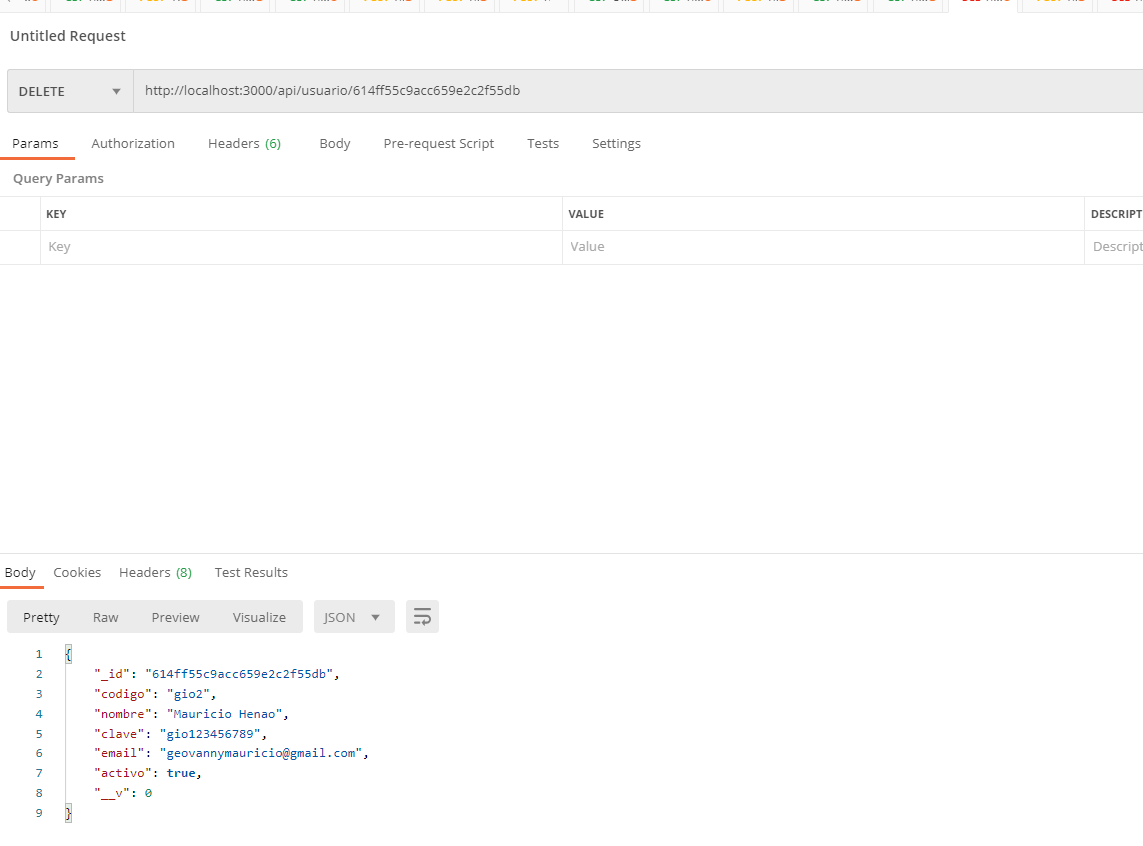 Untitled Request
DELETE http://localhost:3000/api/usuario/614ff55c9acc659e2c2f55db
Params Authorization Headers (6) Body Pre-request Script Tests Settings
Query Params
KEY VALUE DESCRIPT
Key Value Descript
Body Cookies Headers (8) Test Results
Pretty Raw Preview Visualize JSON
1 {
2 "_id": "614ff55c9acc659e2c2f55db",
3 "codigo": "gio2",
4 "nombre": "Mauricio Henao",
5 "clave": "gio123456789",
6 "email": "geovannymauricio@gmail.com",
7 "activo": true,
8 "__v": 0
9 }